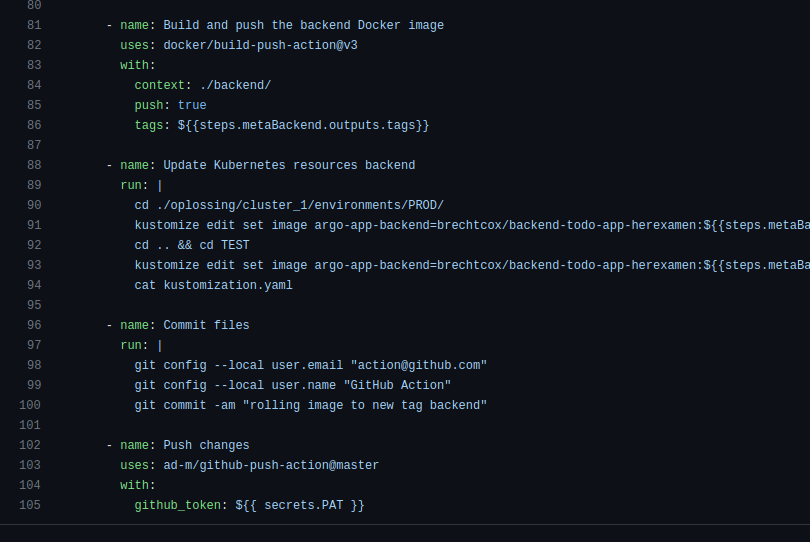 80
81 - name: Build and push the backend Docker image
82 uses: docker/build-push-action@v3
83 with:
84 context: ./backend/
85 push: true
86 tags: ${{steps.metaBackend.outputs.tags}}
87
88 - name: Update Kubernetes resources backend
89 run: |
90 cd ./oplossing/cluster_1/environments/PROD/
91 kustomize edit set image argo-app-backend=brechtcox/backend-todo-app-herexamen:${{steps.metaBa
92 cd .. && cd TEST
93 kustomize edit set image argo-app-backend=brechtcox/backend-todo-app-herexamen:${{steps.metaBa
94 cat kustomization.yaml
95
96 - name: Commit files
97 run: |
98 git config --local user.email "action@github.com"
99 git config --local user.name "GitHub Action"
100 git commit -am "rolling image to new tag backend"
101
102 - name: Push changes
103 uses: ad-m/github-push-action@master
104 with:
105 github_token: ${{ secrets.PAT }}